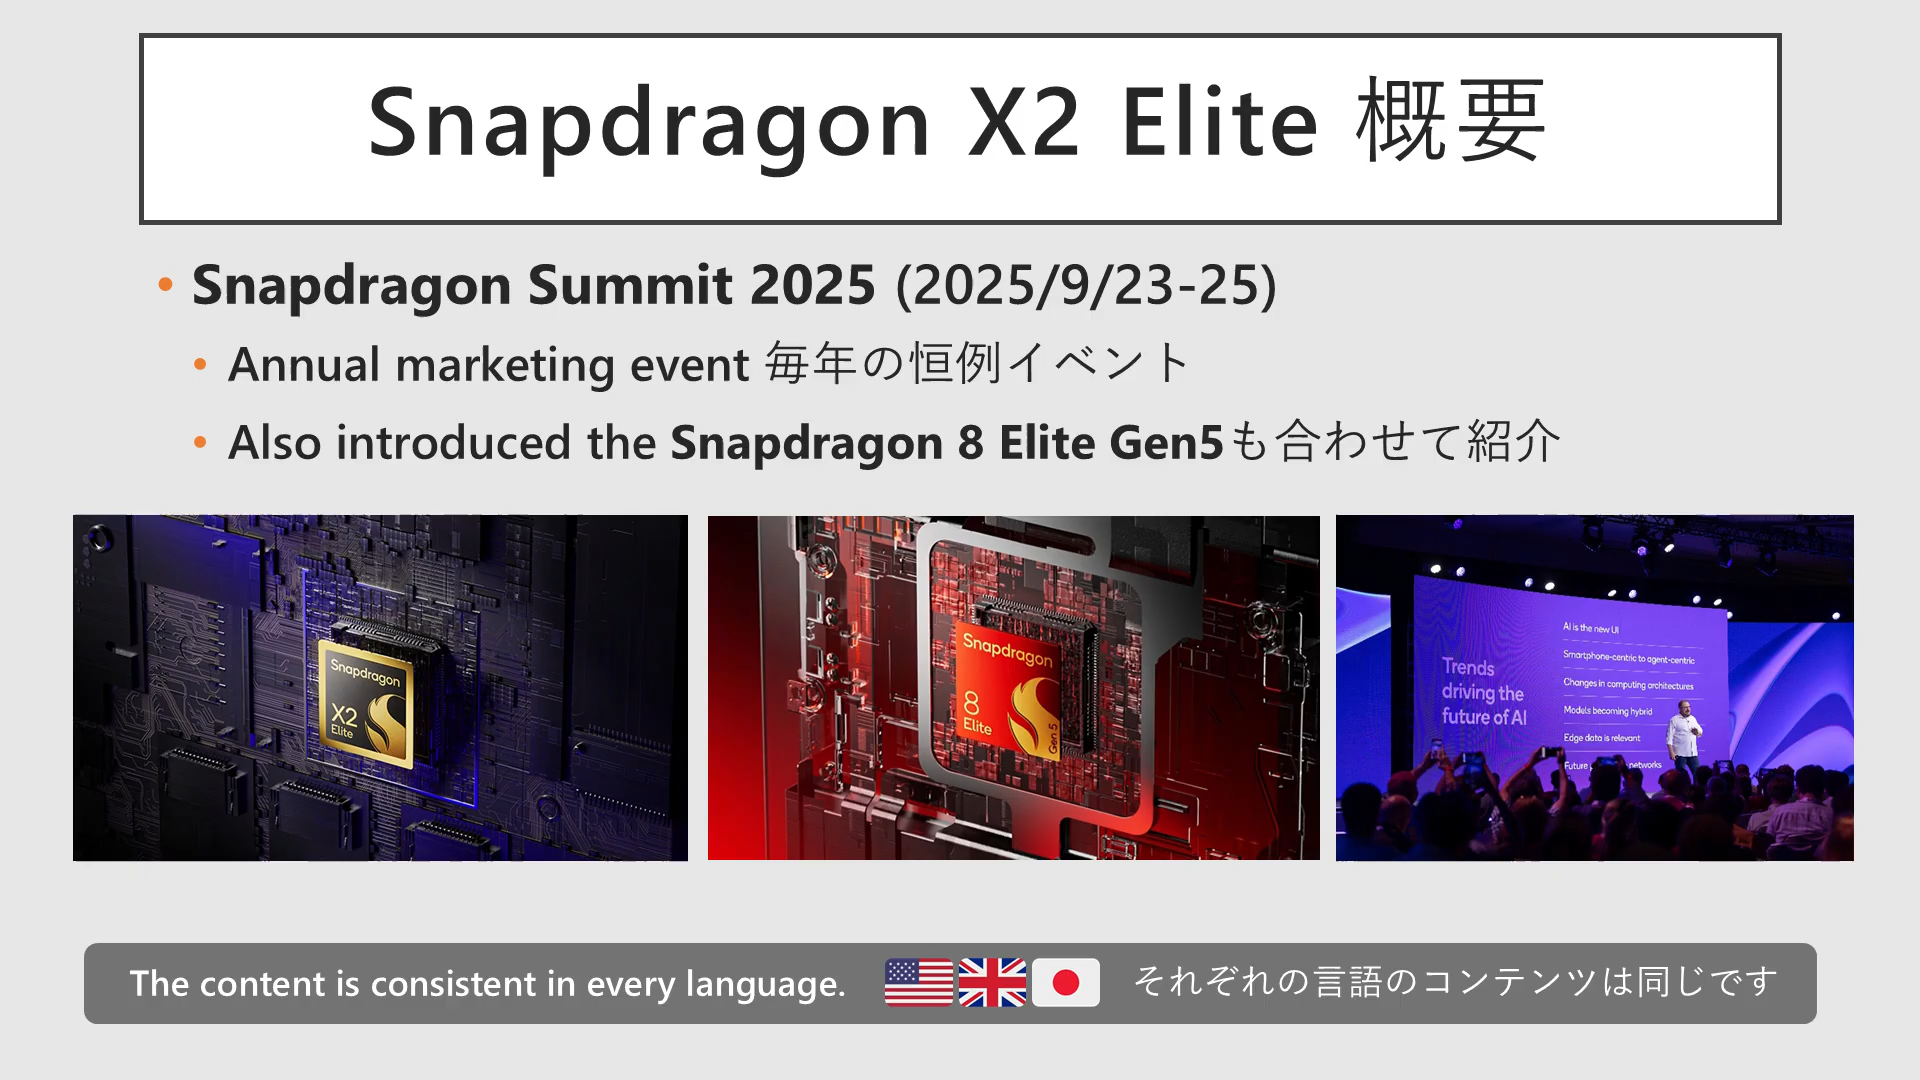 Snapdragon X2 Elite 概要
• Snapdragon Summit 2025 (2025/9/23-25)
• Annual marketing event 毎年の恒例イベント
• Also introduced the Snapdragon 8 Elite Gen5も合わせて紹介
Snapdragon
X2
Elite
Snapdragon
8
Elite
Gen 5
Trends
driving the
future of AI
AI is the new UI
Smartphone-centric to agent-centric
Changes in computing architectures
Models becoming hybrid
Edge data is relevant
Future networks
The content is consistent in every language.
それぞれの言語のコンテンツは同じです